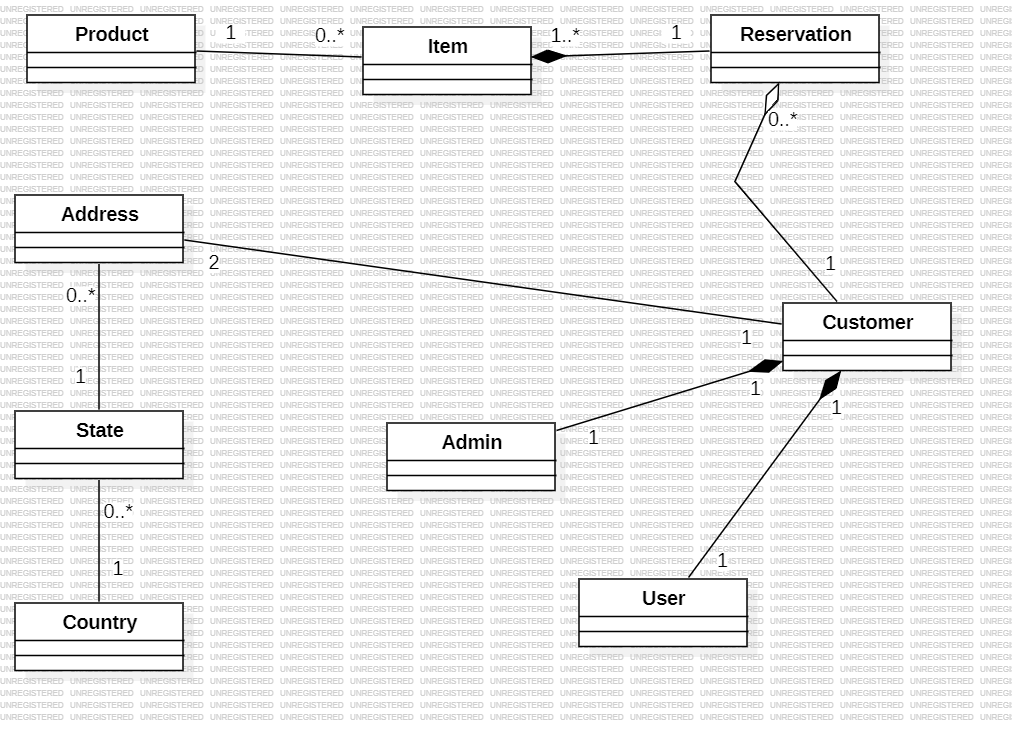 Product
1
0..*
Item
1..*
1
Reservation
0..*
Address
2
1
0..*
1
Customer
1
1
1
State
Admin
1
0..*
1
1
User
Country
UNREGISTERED